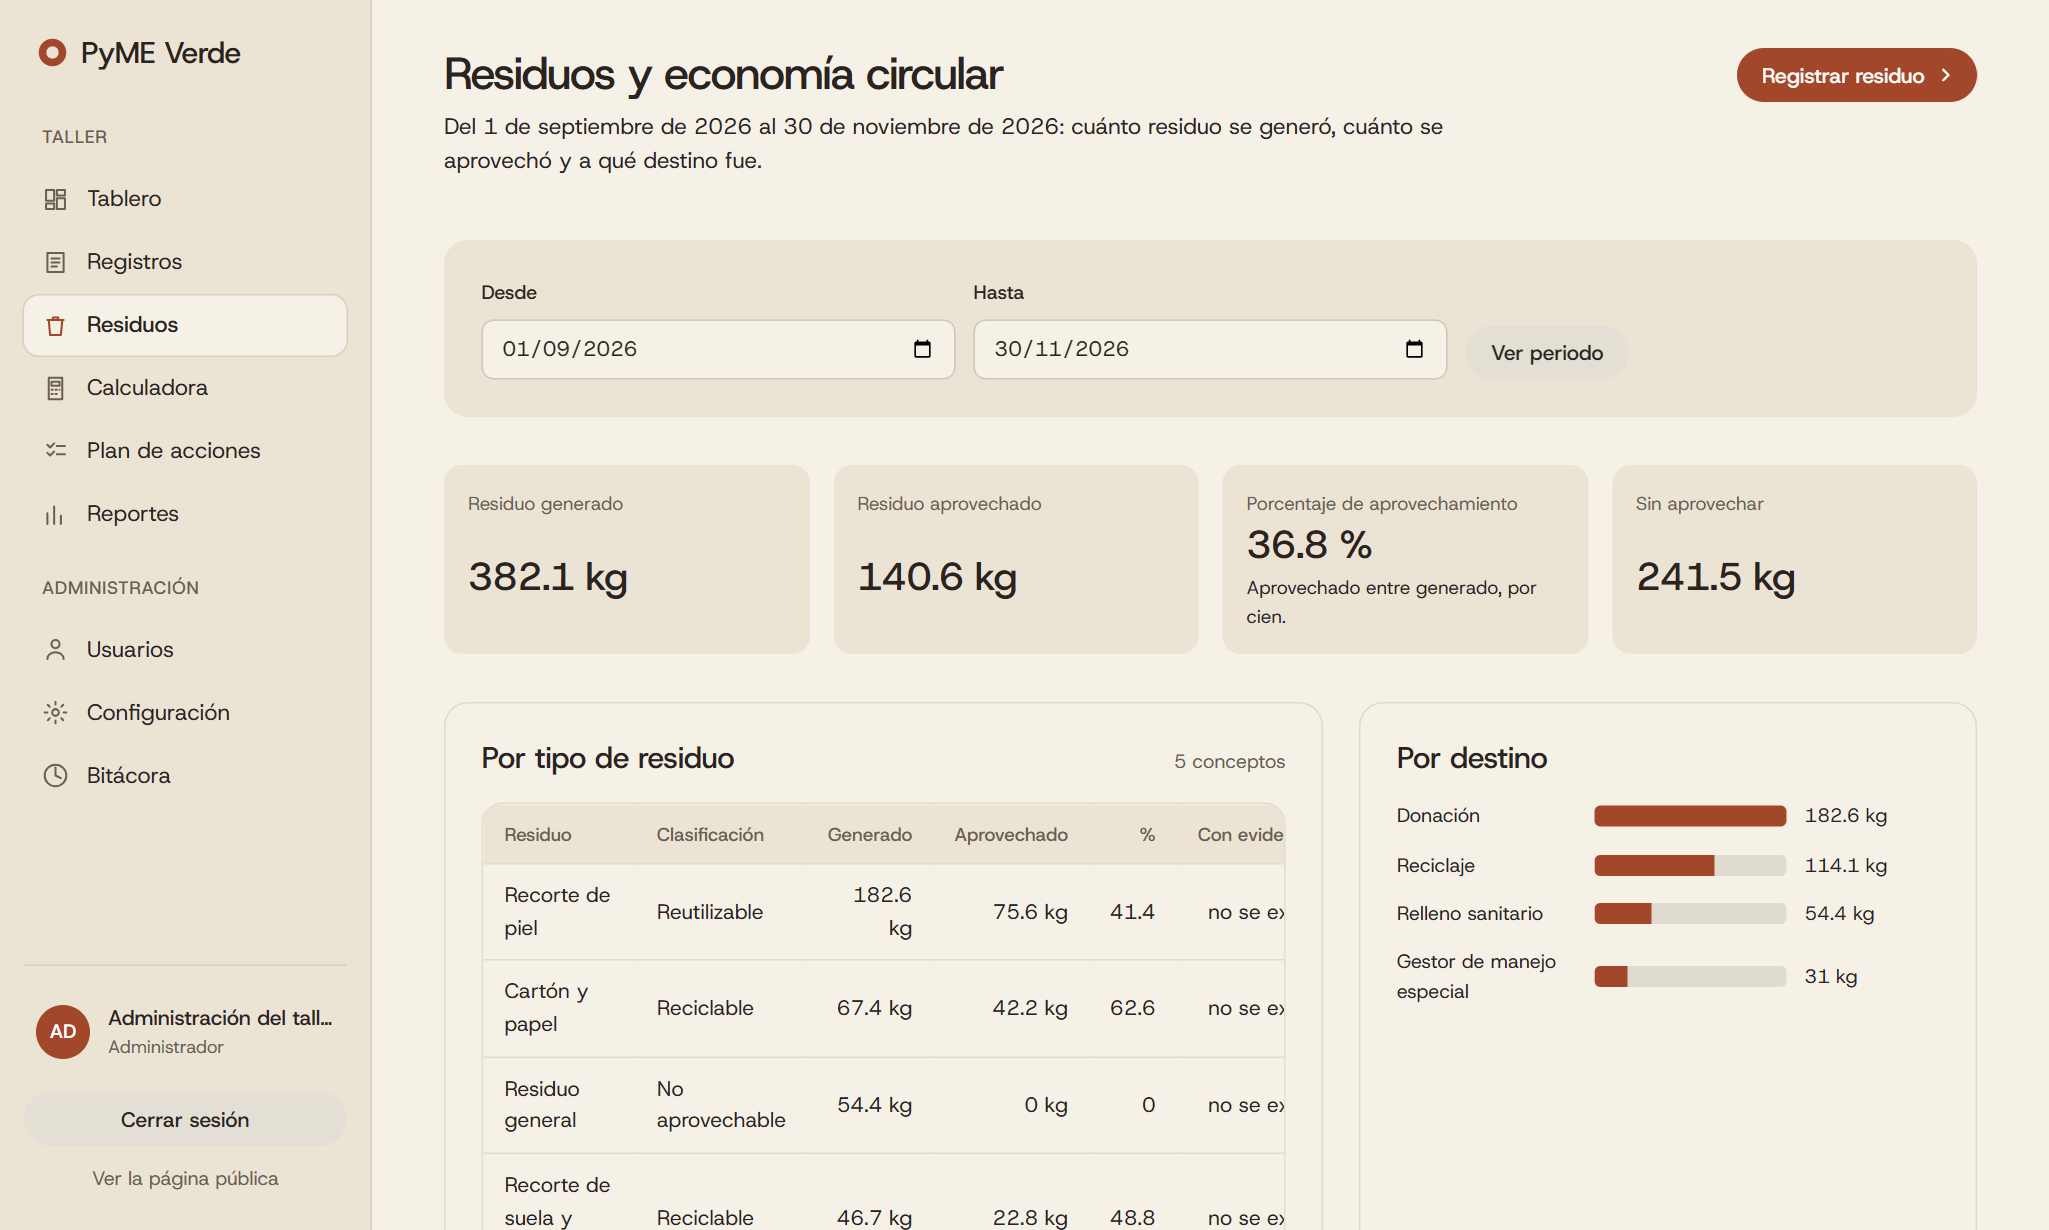 PyME Verde
TALLER
Tablero
Registros
Residuos
Calculadora
Plan de acciones
Reportes
ADMINISTRACIÓN
Usuarios
Configuración
Bitácora
AD
Administración del tall...
Administrador
Cerrar sesión
Ver la página pública
Residuos y economía circular
Registrar residuo
Del 1 de septiembre de 2026 al 30 de noviembre de 2026: cuánto residuo se generó, cuánto se
aprovechó y a qué destino fue.
Desde
Hasta
01/09/2026
30/11/2026
Ver periodo
Residuo generado
382.1 kg
Residuo aprovechado
140.6 kg
Porcentaje de aprovechamiento
36.8 %
Aprovechado entre generado, por
cien.
Sin aprovechar
241.5 kg
Por tipo de residuo
5 conceptos
Residuo Clasificación Generado Aprovechado % Con evide
Recorte de
piel
Reutilizable
182.6
kg
75.6 kg
41.4
no se ex
Cartón y
papel
Reciclable
67.4 kg
42.2 kg
62.6
no se ex
Residuo
general
No
aprovechable
54.4 kg
0 kg
0
no se ex
Recorte de
suela y
Reciclable
46.7 kg
22.8 kg
48.8
no se ex
Por destino
Donación 182.6 kg
Reciclaje 114.1 kg
Relleno sanitario 54.4 kg
Gestor de manejo
especial
31 kg